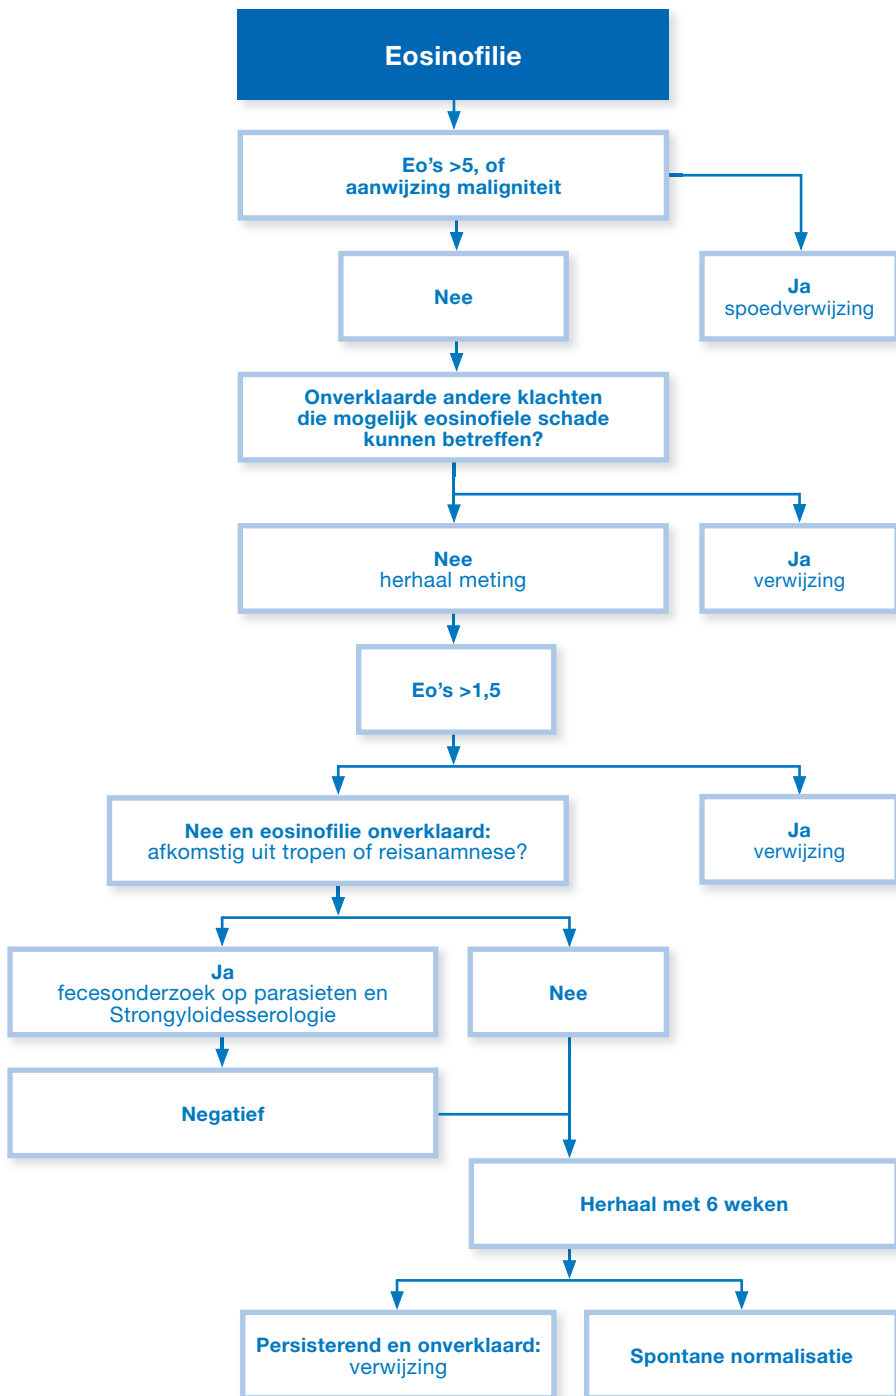 Eosinofilie
Eo’s >5, of
aanwijzing maligniteit
Nee
Ja
spoedverwijzing
Onverklaarde andere klachten
die mogelijk eosinofiele schade
kunnen betreffen?
Nee
herhaal meting
Ja
verwijzing
Eo’s >1,5
Nee en eosinofilie onverklaard:
afkomstig uit tropen of reisanamnese?
Ja
verwijzing
Ja
fecesonderzoek op parasieten en
Strongyloidesserologie
Nee
Negatief
Herhaal met 6 weken
Persisterend en onverklaard:
verwijzing
Spontane normalisatie